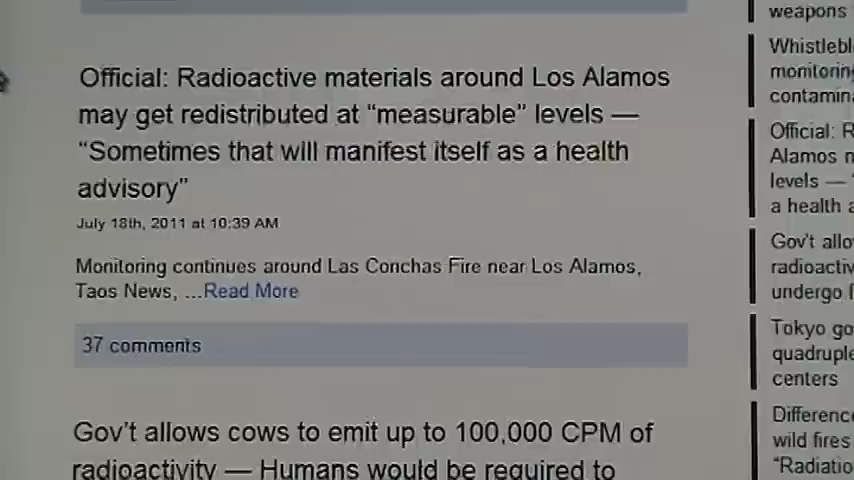 Official: Radioactive materials around Los Alamos
may get redistributed at “measurable” levels —
“Sometimes that will manifest itself as a health
advisory”
July 18th, 2011 at 10:39 AM
Monitoring continues around Las Conchas Fire near Los Alamos,
Taos News, ...Read More
37 comments
Gov't allows cows to emit up to 100,000 CPM of
radioactivity — Humans would be required to
weapons
Whistlebl
monitoring
contamina
Official: R
Alamos m
levels — “
a health a
Gov't allo
radioactiv
undergo f
Tokyo go
quadruple
centers
Difference
wild fires
“Radiatio